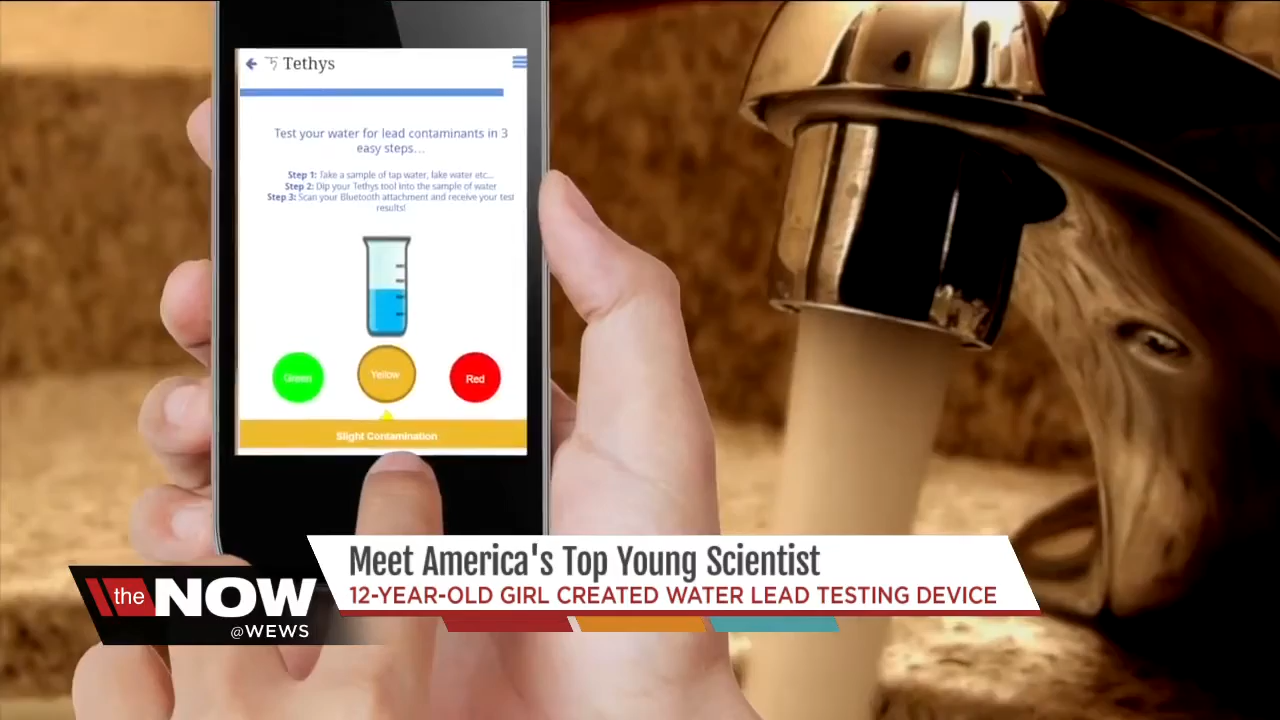 Tethys
Test your water for lead contaminants in 3
easy steps...
Step 1: Take a sample of tap water, lake water etc...
Step 2: Dip your Tethys tool into the sample of water
Step 3: Scan your Bluetooth attachment and receive your test
results!
Green
Yellow
Red
Slight Contamination
Meet America's Top Young Scientist
12-YEAR-OLD GIRL CREATED WATER LEAD TESTING DEVICE
the NOW
@WEWS